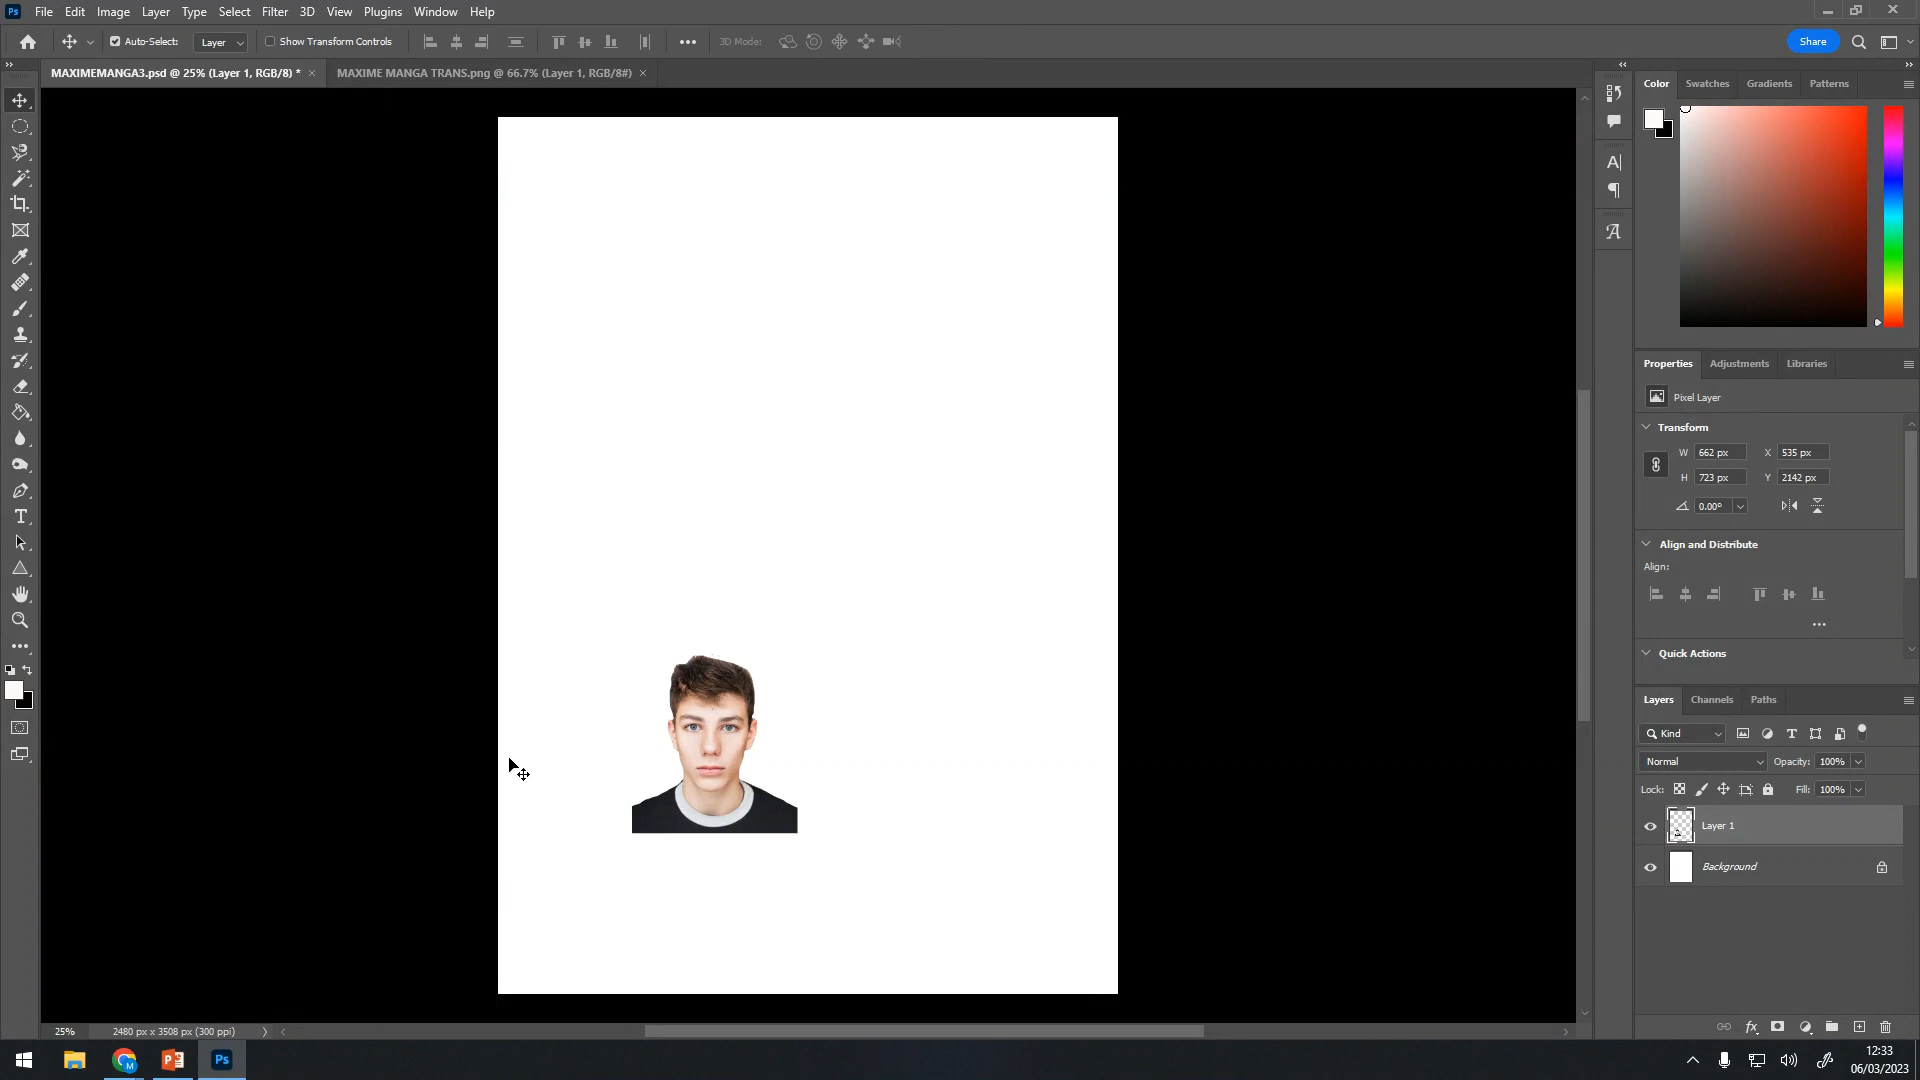 Ps File Edit Image Layer Type Select Filter 3D View Plugins Window Help
Auto-Select: Layer Show Transform Controls 3D Mode: Share
MAXIMEMANGA3.psd @ 25% (Layer 1, RGB/8) * × MAXIME MANGA TRANS.png @ 66.7% (Layer 1, RGB/8#) ×
Color Swatches Gradients Patterns
Properties Adjustments Libraries
Pixel Layer
Transform
W 662 px X 535 px
H 723 px Y 2142 px
0.00°
Align and Distribute
Align:
Quick Actions
Layers Channels Paths
Kind
Normal Opacity: 100%
Lock: Fill: 100%
Layer 1
Background
25% 2480 px x 3508 px (300 ppi)
M P Ps
12:33
06/03/2023